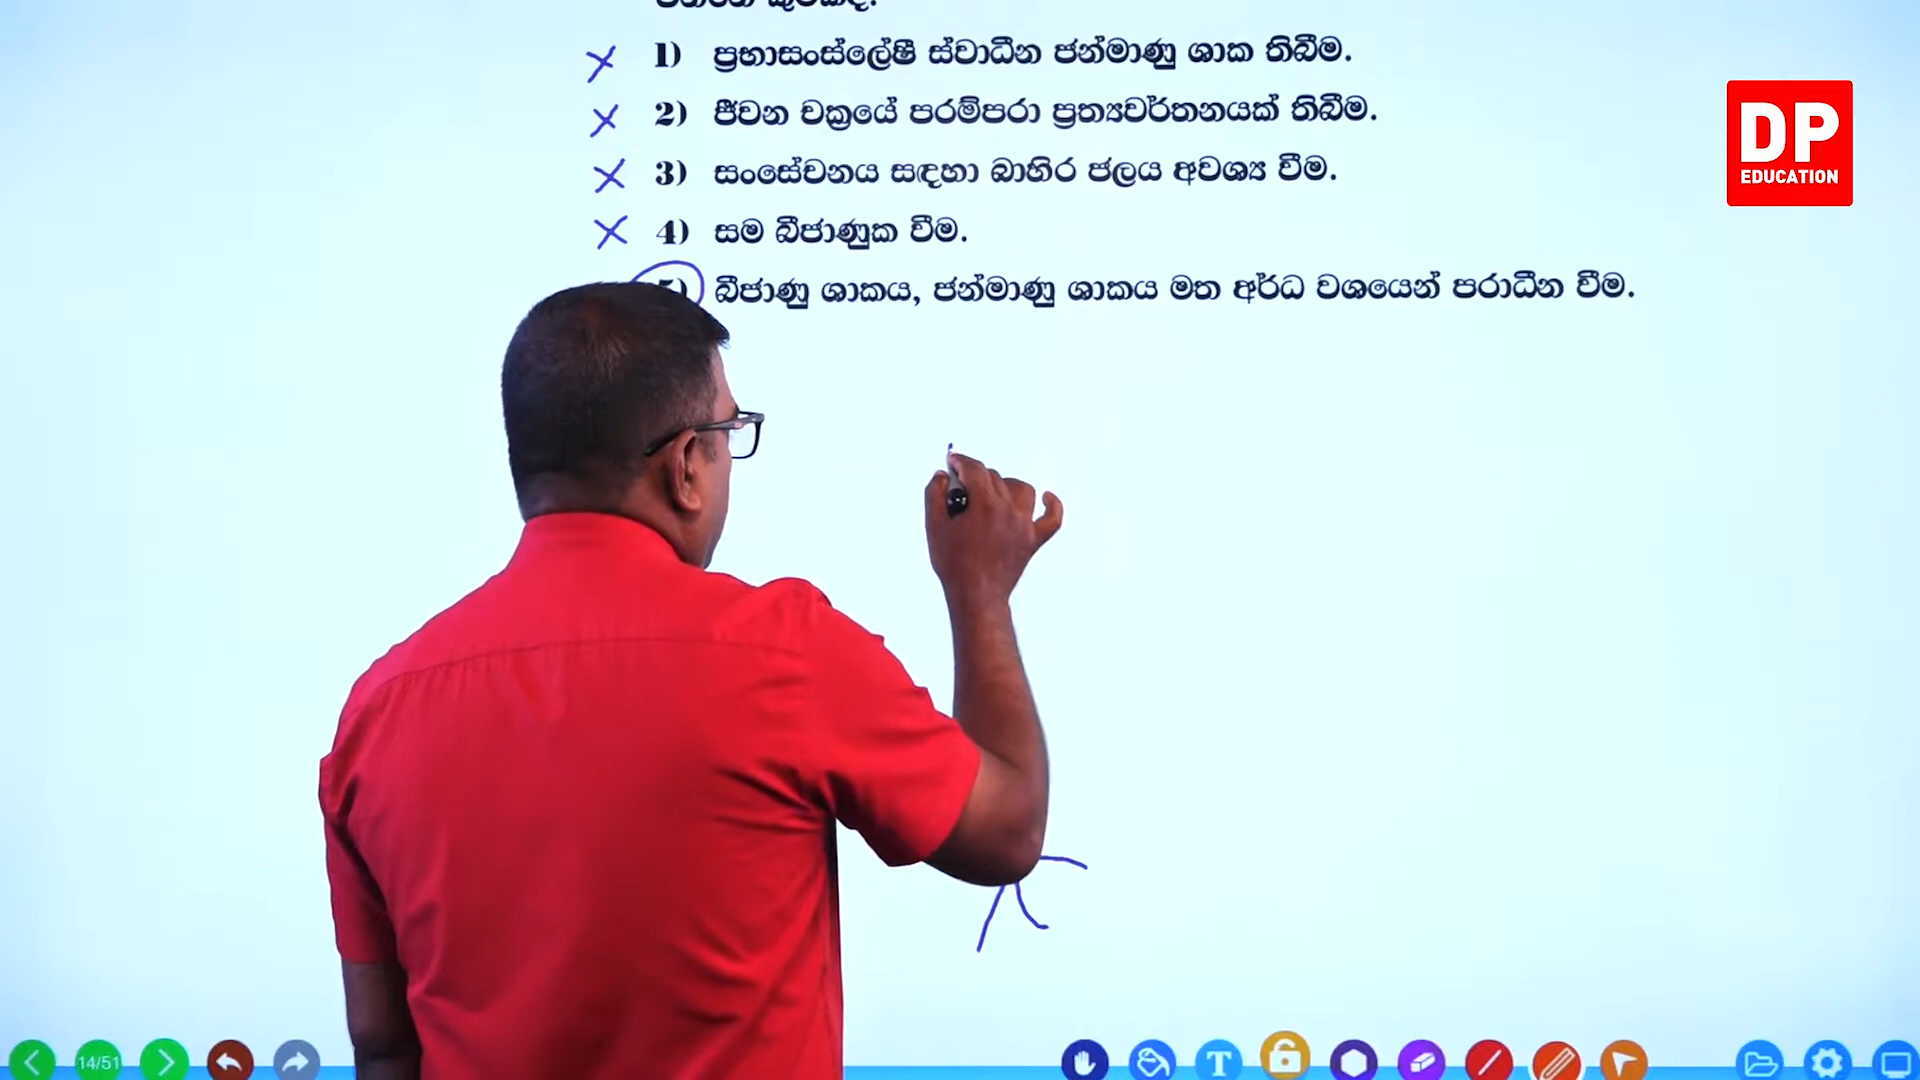 1) ප්‍රභාසංස්ලේෂී ස්වාධීන ජන්මාණු ශාක තිබීම.
2) ජීවන චක්‍රයේ පරම්පරා ප්‍රත්‍යවර්තනයක් තිබීම.
3) සංසේචනය සඳහා බාහිර ජලය අවශ්‍ය වීම.
4) සම බීජාණුක වීම.
බීජාණු ශාකය, ජන්මාණු ශාකය මත අර්ධ වශයෙන් පරාධීන වීම.
DP
EDUCATION
14/51
T